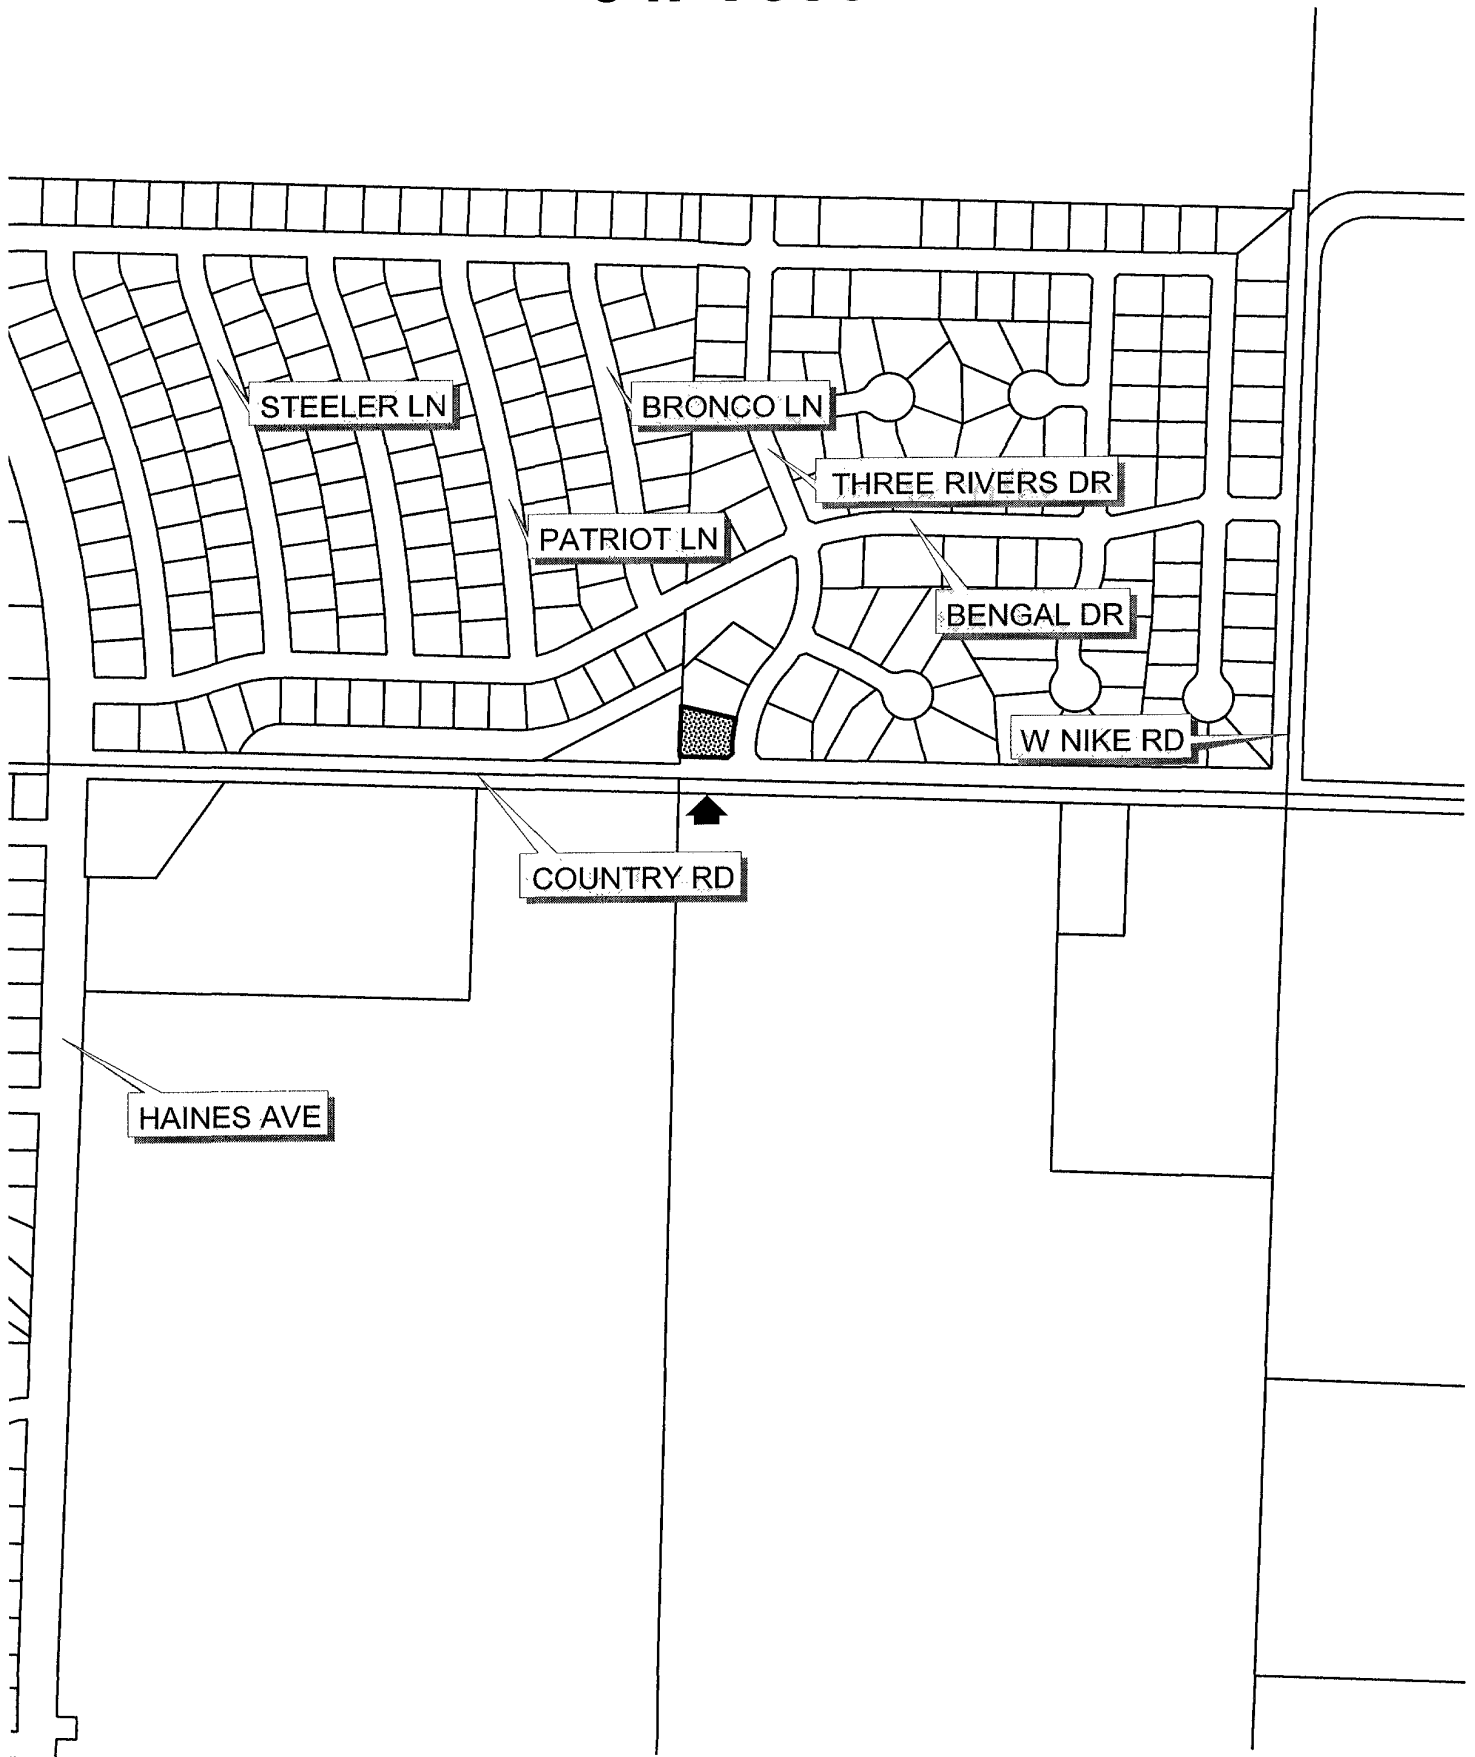 STEELER LN
BRONCO LN
THREE RIVERS DR
PATRIOT LN
BENGAL DR
W NIKE RD
COUNTRY RD
HAINES AVE